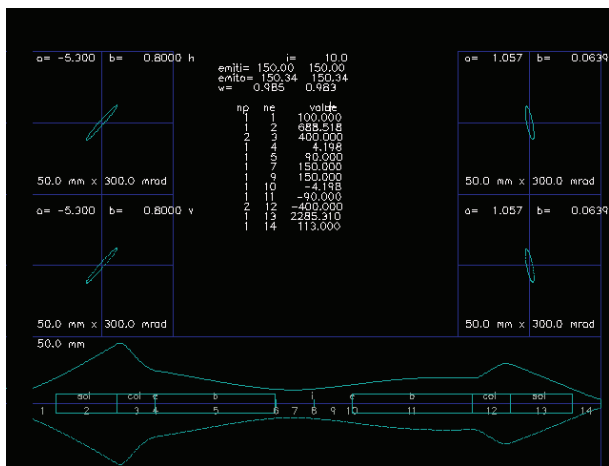 a= -5.300 b= 0.8000 h
i= 10.0
emiti= 150.00 150.00
emito= 150.34 150.34
w= 0.985 0.983
a= 1.057 b= 0.0639
np ne value
1 1 100.000
1 2 688.518
2 3 400.000
1 4 4.198
1 5 90.000
1 7 150.000
1 9 150.000
1 10 -4.198
1 11 -90.000
2 12 -400.000
1 13 2285.310
1 14 113.000
50.0 mm x 300.0 mrad
50.0 mm x 300.0 mrad
a= -5.300 b= 0.8000 v
a= 1.057 b= 0.0639
50.0 mm x 300.0 mrad
50.0 mm x 300.0 mrad
50.0 mm
sol col e b i e b col sol
1 2 3 4 5 6 7 8 9 10 11 12 13 14